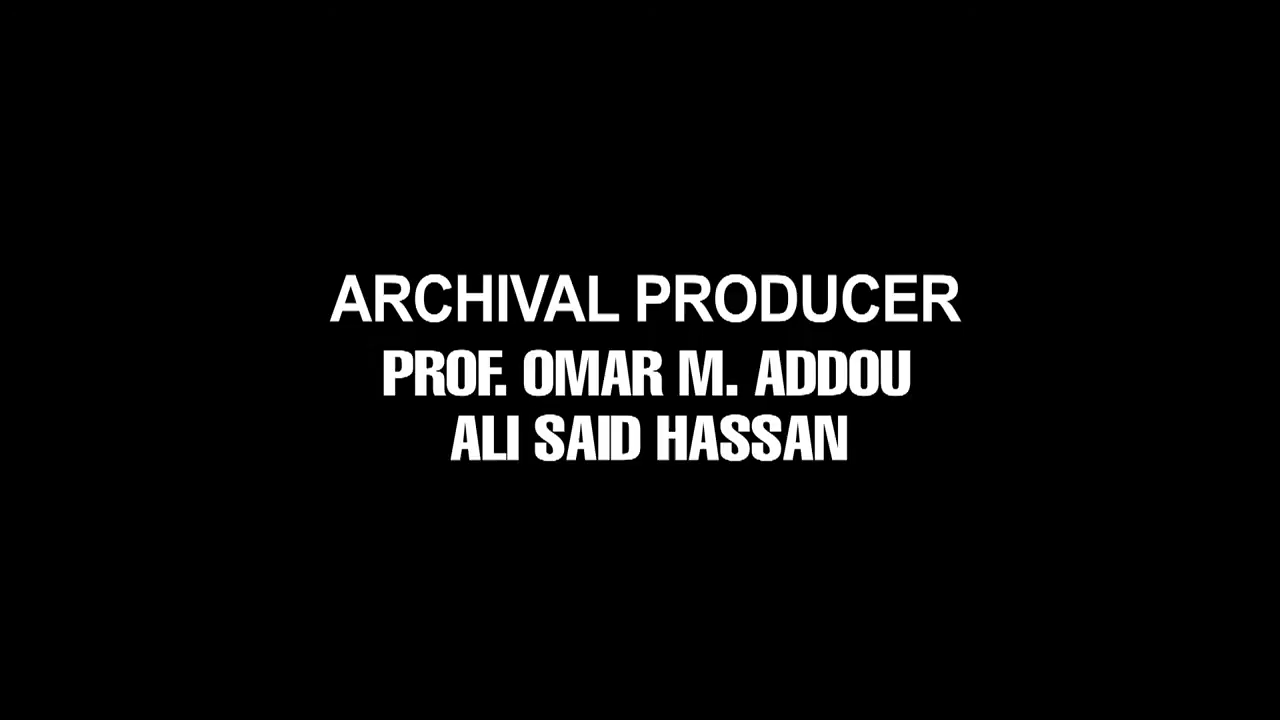 ARCHIVAL PRODUCER
PROF. OMAR M. ADDOU
ALI SAID HASSAN